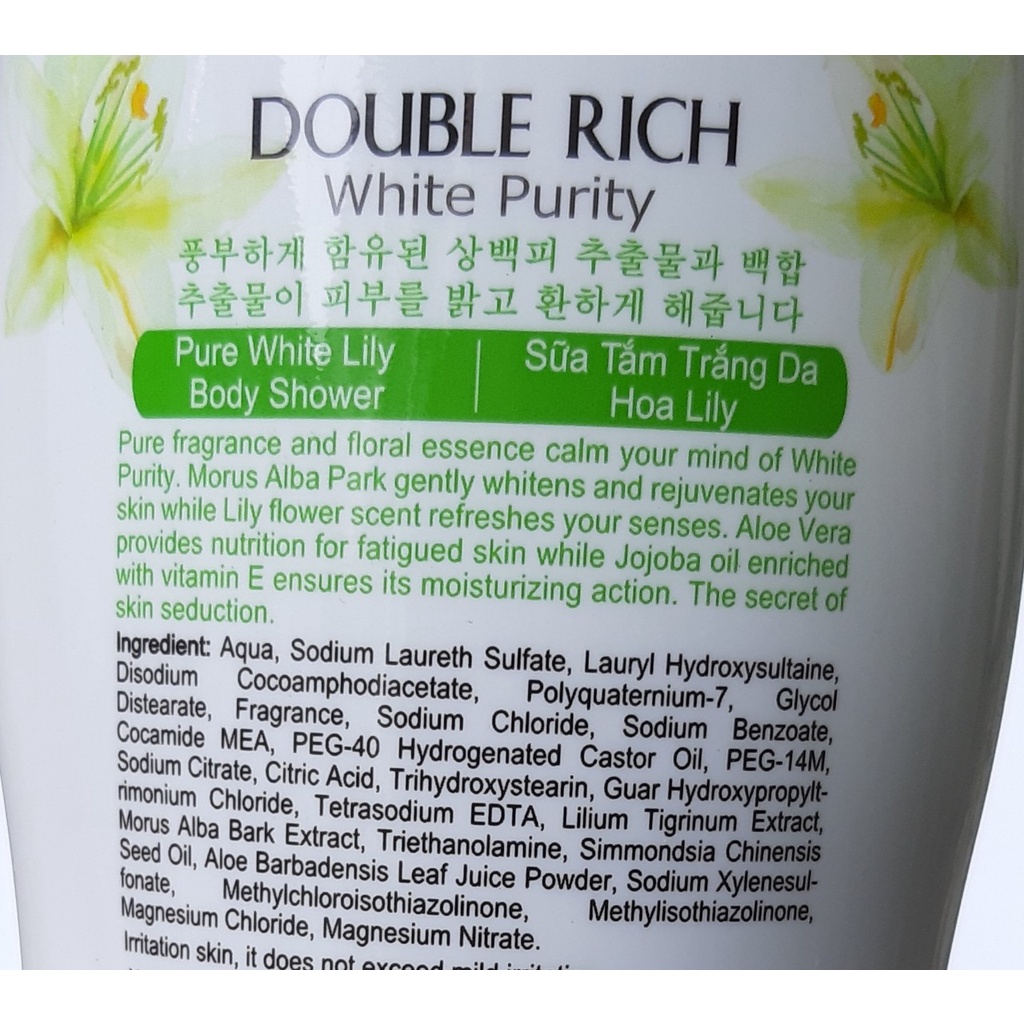 DOUBLE RICH
White Purity
풍부하게 함유된 상백피 추출물과 백합
추출물이 피부를 밝고 환하게 해줍니다
Pure White Lily
Body Shower
Sữa Tắm Trắng Da
Hoa Lily
Pure fragrance and floral essence calm your mind of White
Purity. Morus Alba Park gently whitens and rejuvenates your
skin while Lily flower scent refreshes your senses. Aloe Vera
provides nutrition for fatigued skin while Jojoba oil enriched
with vitamin E ensures its moisturizing action. The secret of
skin seduction.
Ingredient: Aqua, Sodium Laureth Sulfate, Lauryl Hydroxysultaine,
Disodium Cocoamphodiacetate, Polyquaternium-7, Glycol
Distearate, Fragrance, Sodium Chloride, Sodium Benzoate,
Cocamide MEA, PEG-40 Hydrogenated Castor Oil, PEG-14M,
Sodium Citrate, Citric Acid, Trihydroxystearin, Guar Hydroxypropylt-
rimonium Chloride, Tetrasodium EDTA, Lilium Tigrinum Extract,
Morus Alba Bark Extract, Triethanolamine, Simmondsia Chinensis
Seed Oil, Aloe Barbadensis Leaf Juice Powder, Sodium Xylenesul-
fonate, Methylchloroisothiazolinone, Methylisothiazolinone,
Magnesium Chloride, Magnesium Nitrate.
Irritation skin, it does not exceed mild